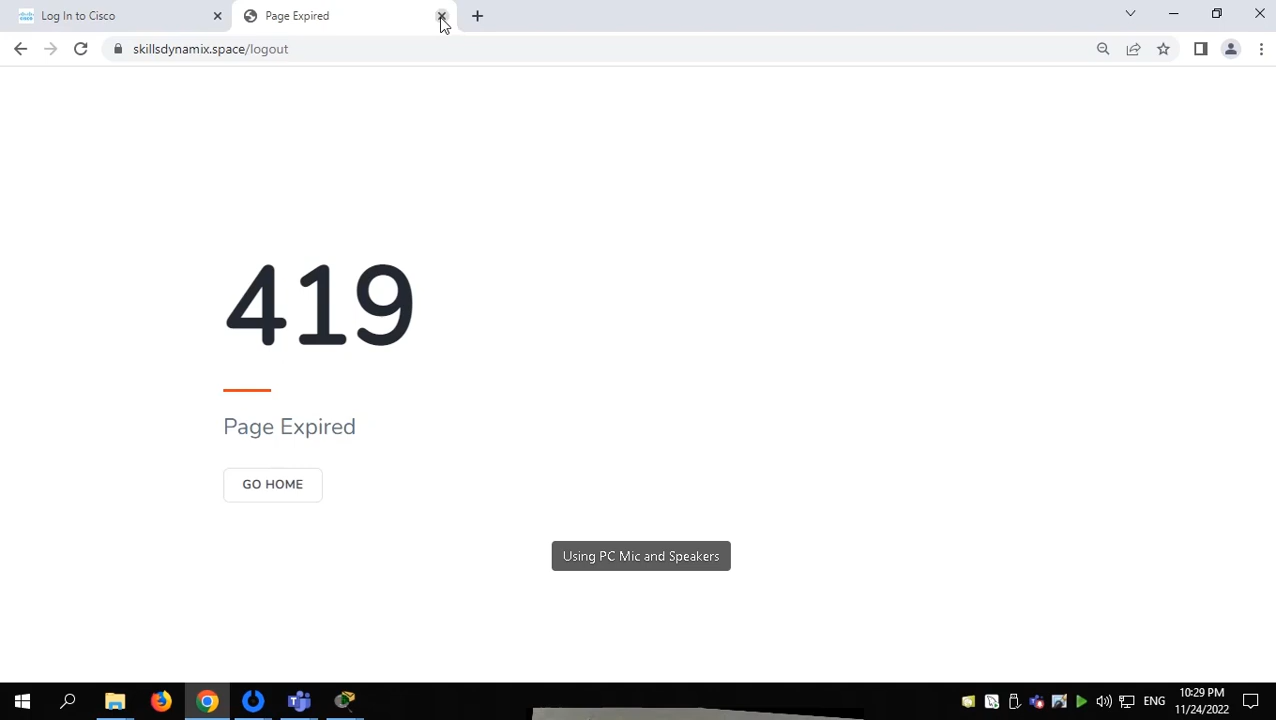 Log In to Cisco
Page Expired
skillsdynamix.space/logout
419
Page Expired
GO HOME
Using PC Mic and Speakers
ENG
10:29 PM
11/24/2022